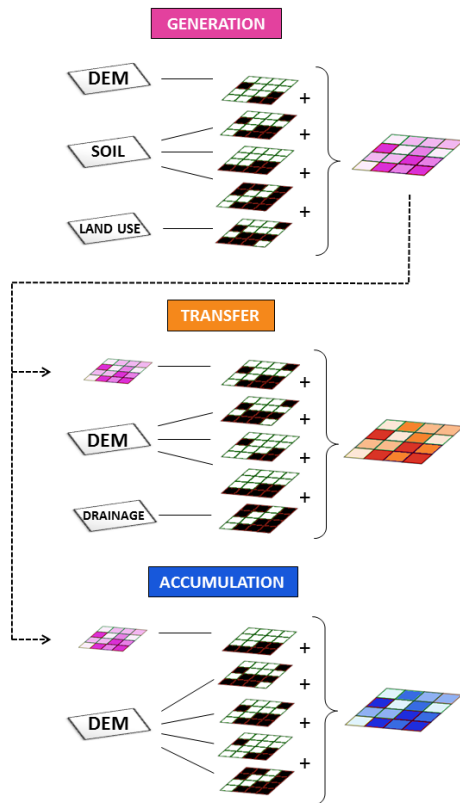 GENERATION
DEM
+
SOIL
+
+
LAND USE
+
TRANSFER
+
DEM
+
+
DRAINAGE
+
ACCUMULATION
+
+
DEM
+
+